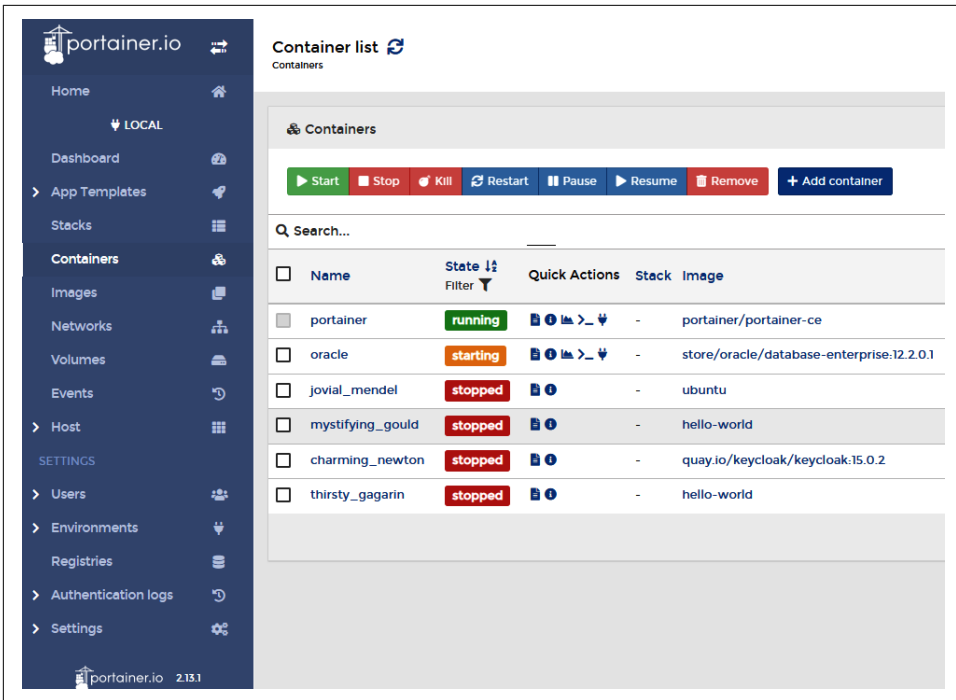 portainer.io
Home
LOCAL
Dashboard
App Templates
Stacks
Containers
Images
Networks
Volumes
Events
Host
SETTINGS
Users
Environments
Registries
Authentication logs
Settings
portainer.io 2.13.1
Container list
Containers
Containers
Start Stop Kill Restart Pause Resume Remove + Add container
Search...
Name State Filter Quick Actions Stack Image
portainer running - portainer/portainer-ce
oracle starting - store/oracle/database-enterprise:12.2.0.1
jovial_mendel stopped - ubuntu
mystifying_gould stopped - hello-world
charming_newton stopped - quay.io/keycloak/keycloak:15.0.2
thirsty_gagarin stopped - hello-world